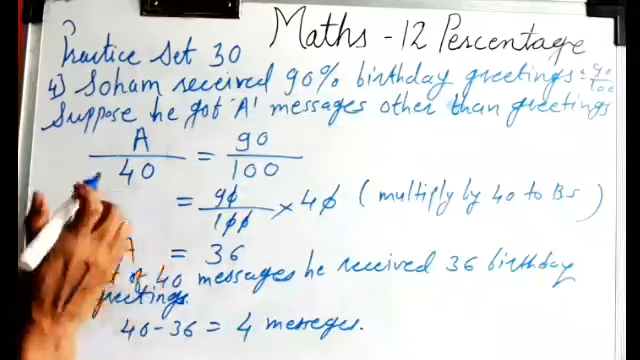 Maths - 12 Percentage
Practice Set 30
4) Soham received 90% birthday greetings = 90/100
Suppose he got 'A' messages other than greetings
A/40 = 90/100
= 90/100 × 40 (multiply by 40 to BS)
A = 36
of 40 messages he received 36 birthday
greetings.
40-36 = 4 messeges.